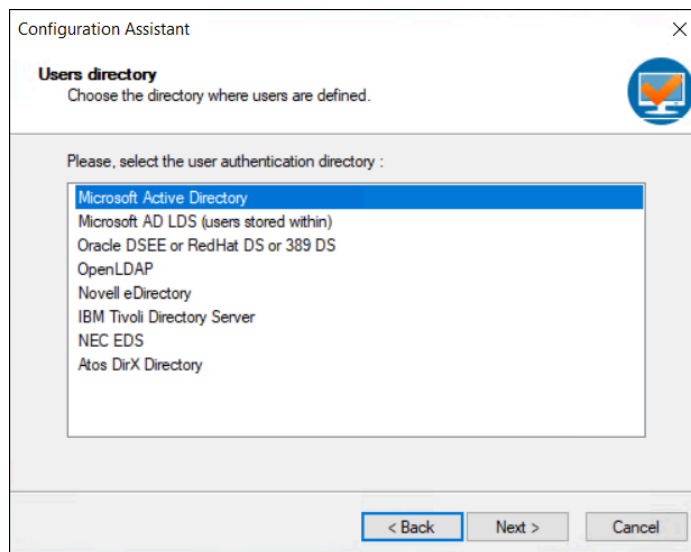 Configuration Assistant
Users directory
Choose the directory where users are defined.
Please, select the user authentication directory :
Microsoft Active Directory
Microsoft AD LDS (users stored within)
Oracle DSEE or RedHat DS or 389 DS
OpenLDAP
Novell eDirectory
IBM Tivoli Directory Server
NEC EDS
Atos DirX Directory
< Back Next > Cancel